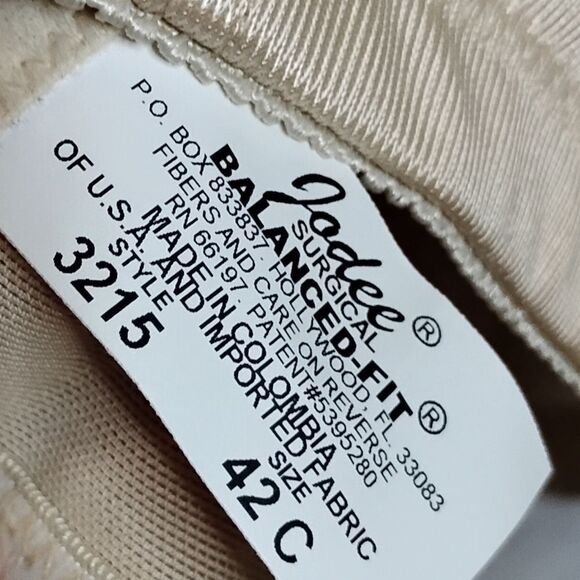 Jodee®
SURGICAL
BALANCED-FIT®
P.O. BOX 833837. HOLLYWOOD, FL. 33083
FIBERS AND CARE ON REVERSE
RN 66197. PATENT#5395280
MADE IN COLOMBIA
OF U.S.A. AND IMPORTED FABRIC
STYLE SIZE
3215 42 C